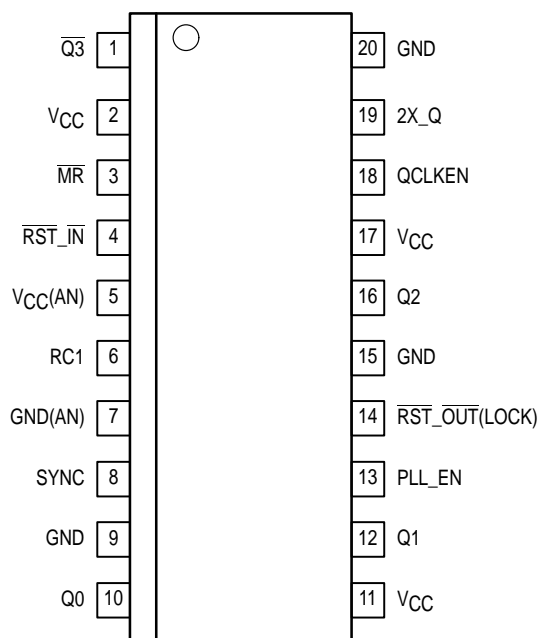 Q3 1 20 GND
VCC 2 19 2X_Q
MR 3 18 QCLKEN
RST_IN 4 17 VCC
VCC(AN) 5 16 Q2
RC1 6 15 GND
GND(AN) 7 14 RST_OUT(LOCK)
SYNC 8 13 PLL_EN
GND 9 12 Q1
Q0 10 11 VCC